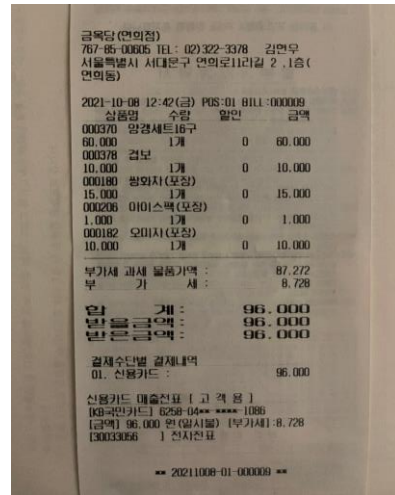 금옥당(연희점)
767-85-00605 TEL: 02)322-3378 김현우
서울특별시 서대문구 연희로11라길 2 ,1층(
연희동)
2021-10-08 12:42(금) POS:01 BILL:000009
상품명 수량 할인 금액
000370 양갱세트16구
60.000 1개 0 60.000
000378 겹보
10.000 1개 0 10.000
000180 쌍화차(포장)
15.000 1개 0 15.000
000206 아이스팩(포장)
1.000 1개 0 1.000
000182 오미자(포장)
10.000 1개 0 10.000
부가세 과세 물품가액 : 87.272
부 가 세 : 8.728
합 계 : 96.000
받을금액: 96.000
받은금액: 96.000
결제수단별 결제내역
01. 신용카드 : 96.000
신용카드 매출전표 [ 고 객 용 ]
[KB국민카드] 6258-04**-****-1086
[금액] 96.000 원(일시불) [부가세]:8.728
[30033056 ] 전자전표
** 20211008-01-000009 **